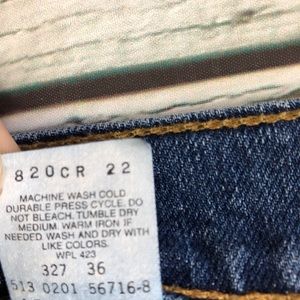 820CR 22
MACHINE WASH COLD
DURABLE PRESS CYCLE. DO
NOT BLEACH. TUMBLE DRY
MEDIUM. WARM IRON IF
NEEDED WASH AND DRY WITH
LIKE COLORS.
WPL 423
327 36
513 0201 56716-8